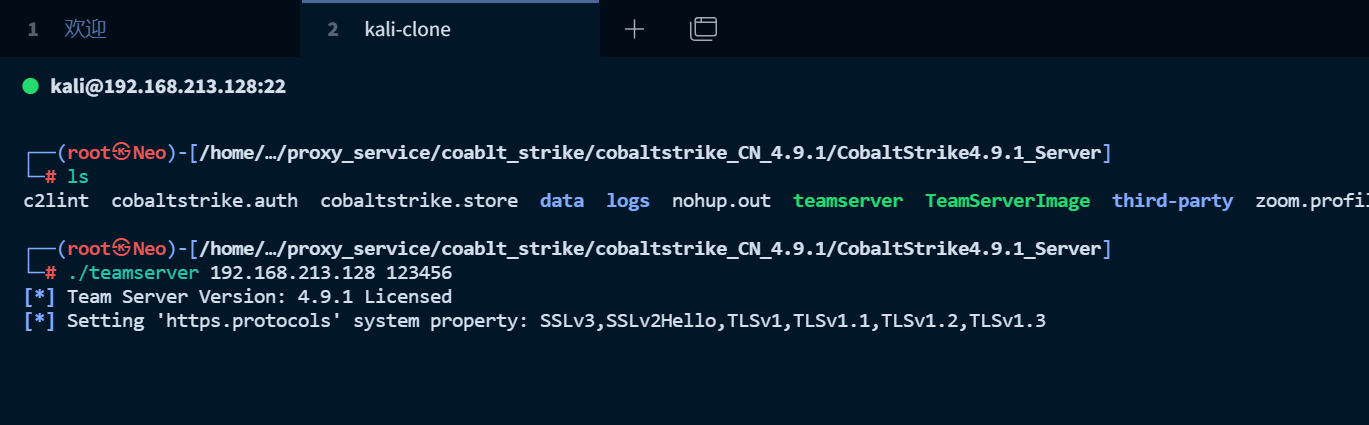 1 欢迎 2 kali-clone
kali@192.168.213.128:22
┌──(root㉿Neo)-[/home/…/proxy_service/coablt_strike/cobaltstrike_CN_4.9.1/CobaltStrike4.9.1_Server]
└─# ls
c2lint cobaltstrike.auth cobaltstrike.store data logs nohup.out teamserver TeamServerImage third-party zoom.profil
┌──(root㉿Neo)-[/home/…/proxy_service/coablt_strike/cobaltstrike_CN_4.9.1/CobaltStrike4.9.1_Server]
└─# ./teamserver 192.168.213.128 123456
[*] Team Server Version: 4.9.1 Licensed
[*] Setting 'https.protocols' system property: SSLv3,SSLv2Hello,TLSv1,TLSv1.1,TLSv1.2,TLSv1.3